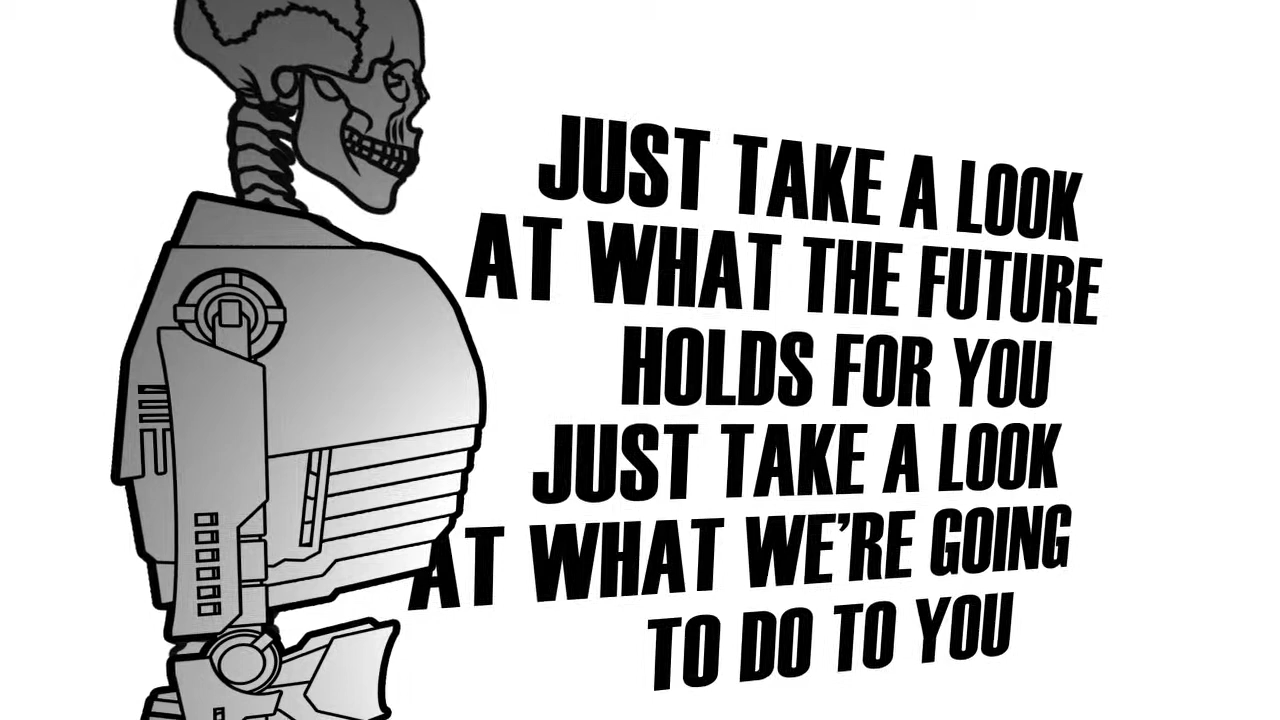 JUST TAKE A LOOK
AT WHAT THE FUTURE
HOLDS FOR YOU
JUST TAKE A LOOK
AT WHAT WE'RE GOING
TO DO TO YOU